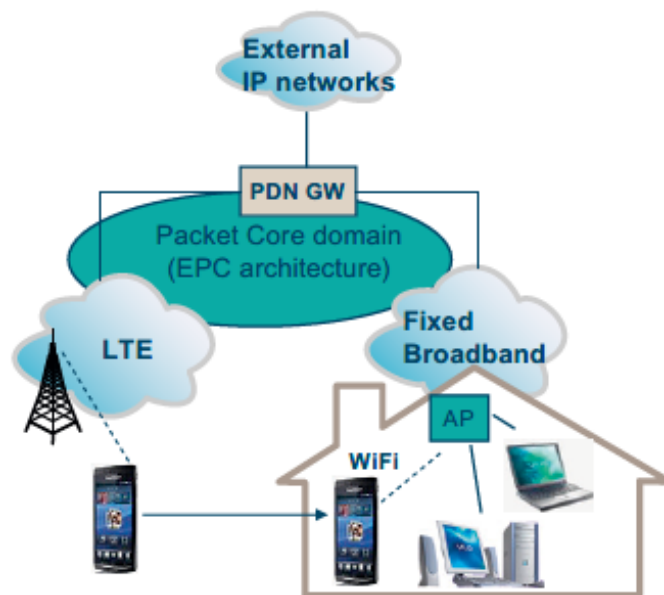 External
IP networks
PDN GW
Packet Core domain
(EPC architecture)
LTE
Fixed
Broadband
AP
WiFi